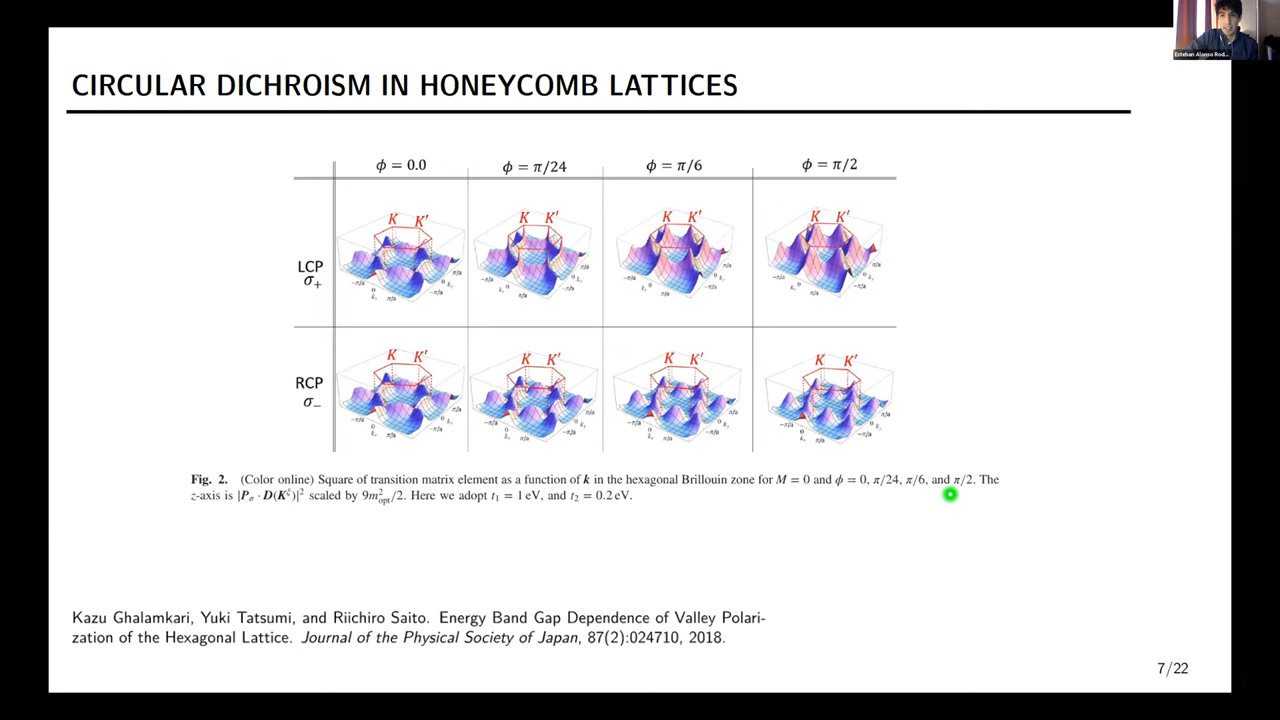 Esteban Alonso Rod...
CIRCULAR DICHROISM IN HONEYCOMB LATTICES
ϕ = 0.0 ϕ = π/24 ϕ = π/6 ϕ = π/2
K K′ K K′ K K′ K K′
LCP
σ+
RCP
σ−
K K′ K K′ K K′ K K′
Fig. 2. (Color online) Square of transition matrix element as a function of k in the hexagonal Brillouin zone for M = 0 and ϕ = 0, π/24, π/6, and π/2. The
z-axis is |Pσ · D(Kξ)|² scaled by 9m²opt/2. Here we adopt t₁ = 1 eV, and t₂ = 0.2 eV.
Kazu Ghalamkari, Yuki Tatsumi, and Riichiro Saito. Energy Band Gap Dependence of Valley Polari-
zation of the Hexagonal Lattice. Journal of the Physical Society of Japan, 87(2):024710, 2018.
7/22